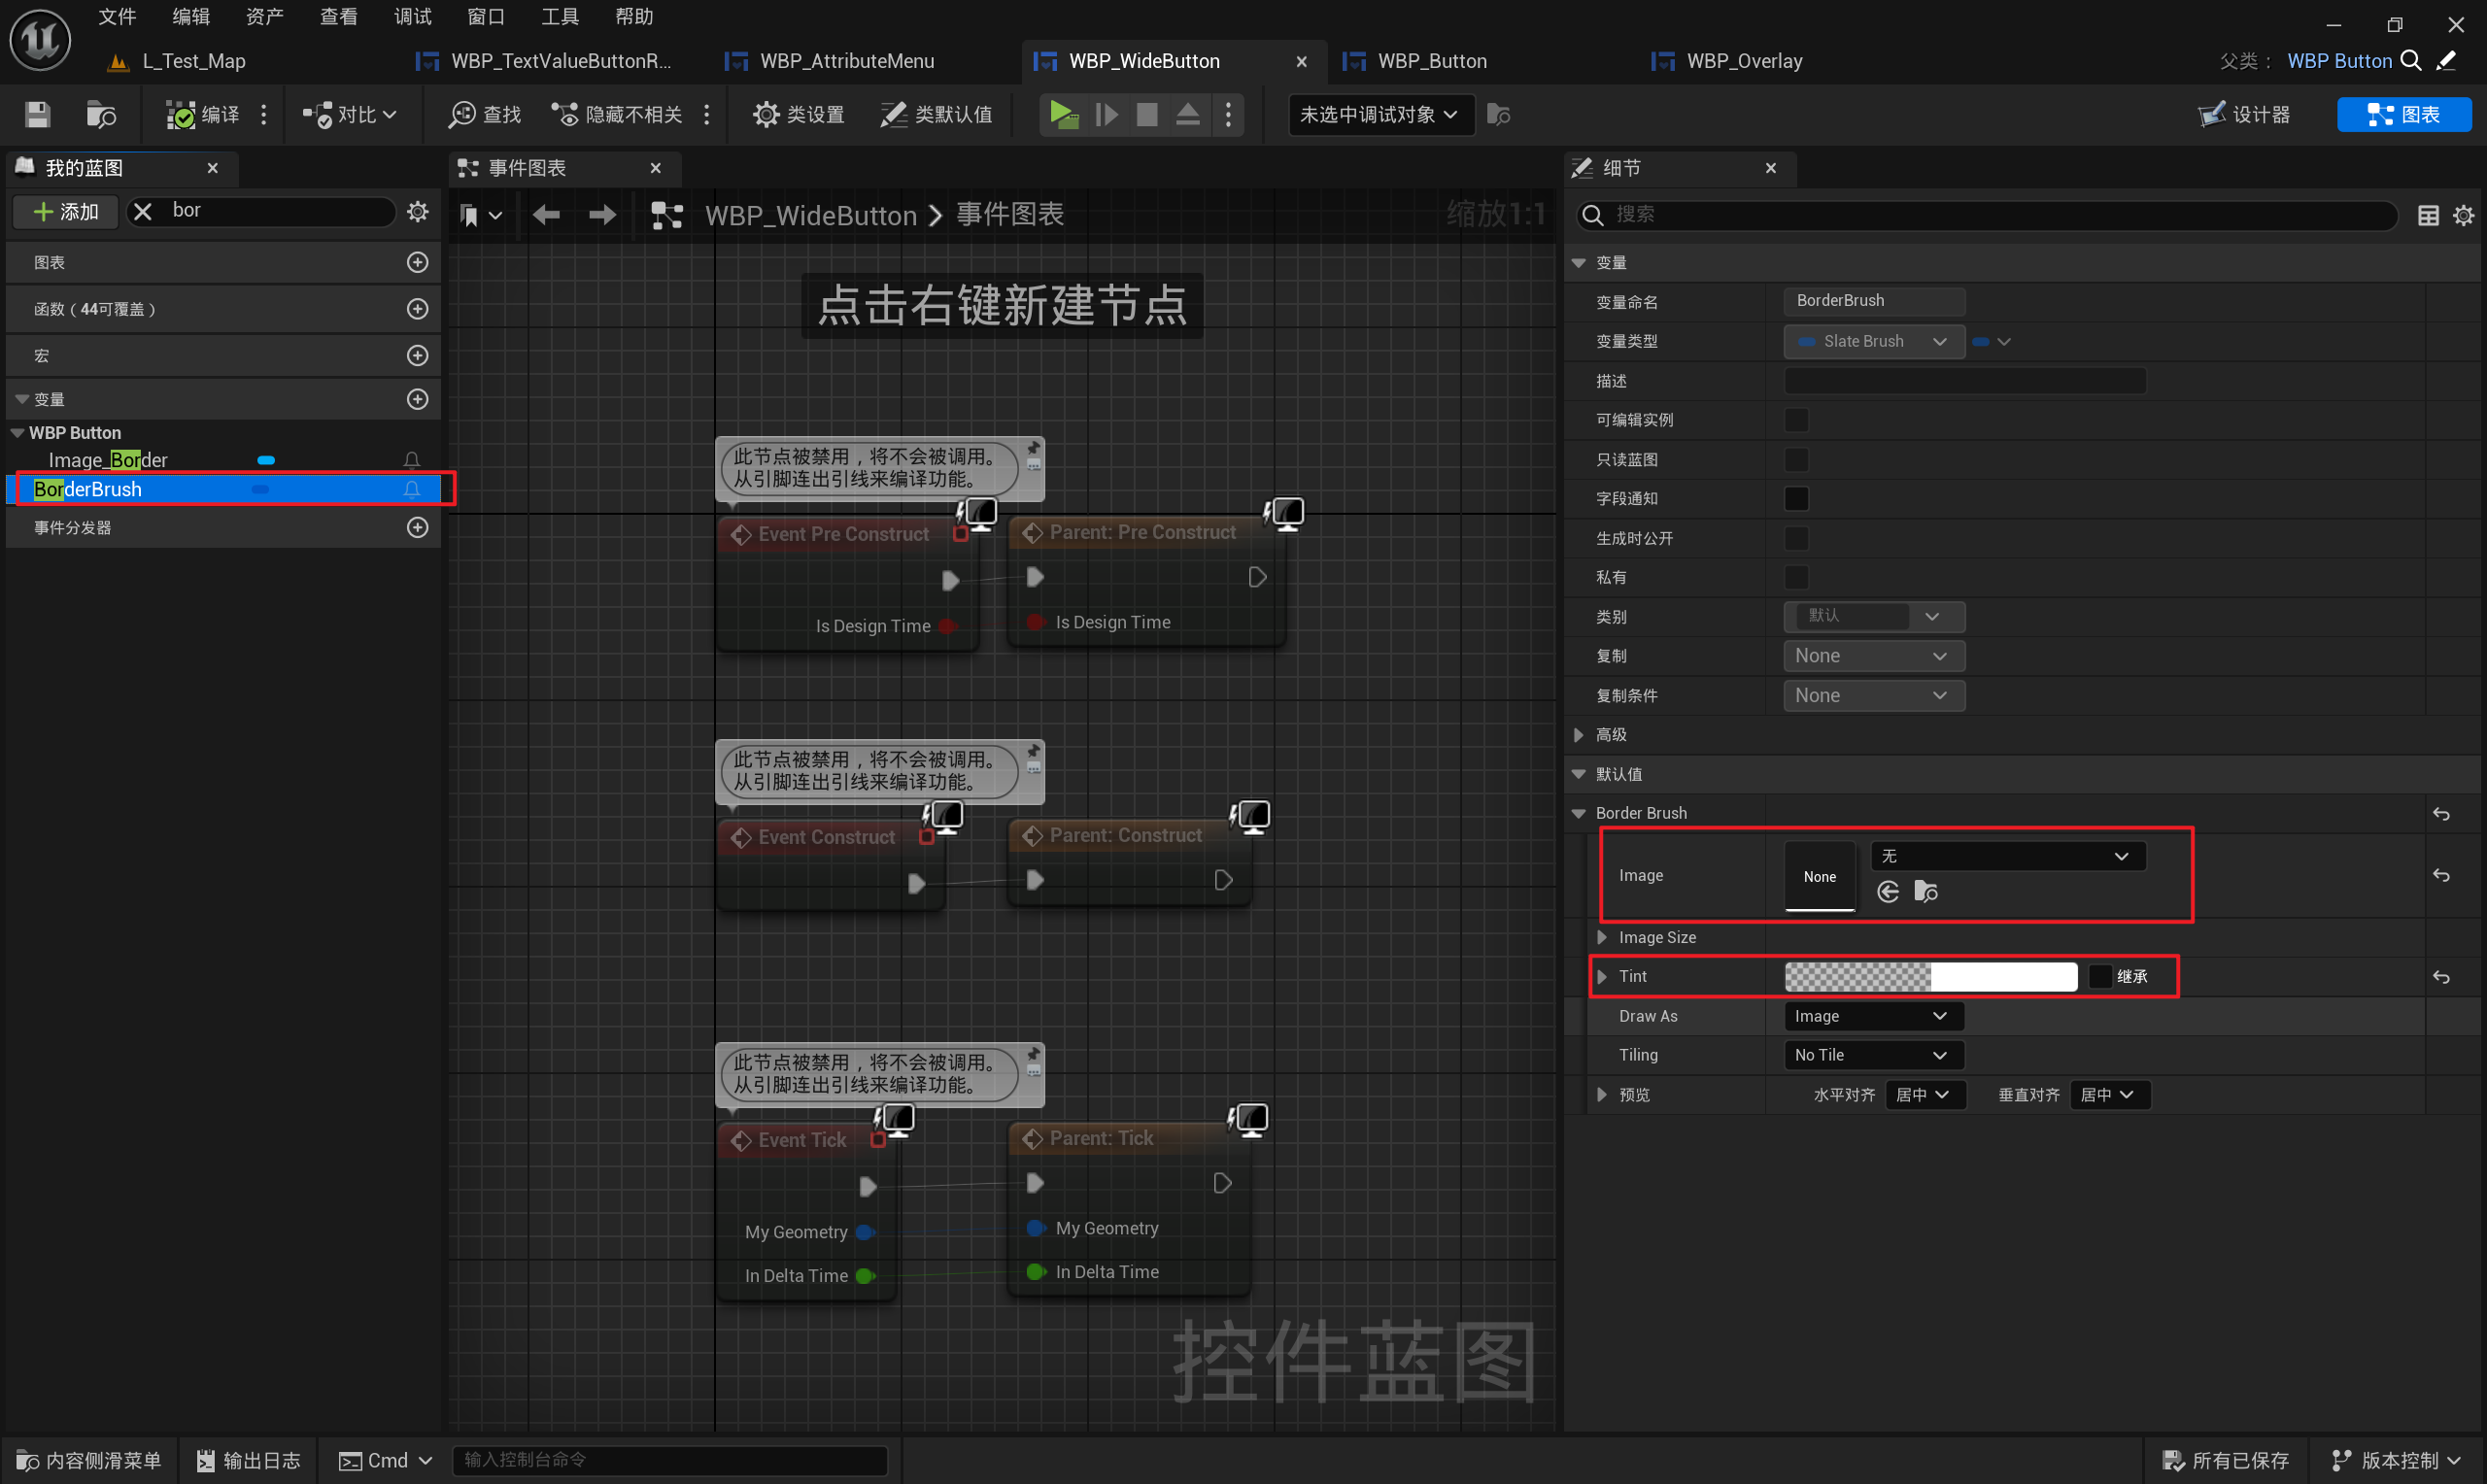 文件 编辑 资产 查看 调试 窗口 工具 帮助
L_Test_Map WBP_TextValueButtonR... WBP_AttributeMenu WBP_WideButton WBP_Button WBP_Overlay 父类： WBP Button
编译 对比 查找 隐藏不相关 类设置 类默认值 未选中调试对象 设计器 图表
我的蓝图
添加 bor
图表
函数（44可覆盖）
宏
变量
WBP Button
Image_Border
BorderBrush
事件分发器
事件图表
WBP_WideButton 事件图表 缩放1:1
点击右键新建节点
此节点被禁用，将不会被调用。
从引脚连出引线来编译功能。
Event Pre Construct Parent: Pre Construct
Is Design Time Is Design Time
此节点被禁用，将不会被调用。
从引脚连出引线来编译功能。
Event Construct Parent: Construct
此节点被禁用，将不会被调用。
从引脚连出引线来编译功能。
Event Tick Parent: Tick
My Geometry My Geometry
In Delta Time In Delta Time
控件蓝图
细节
搜索
变量
变量命名 BorderBrush
变量类型 Slate Brush
描述
可编辑实例
只读蓝图
字段通知
生成时公开
私有
类别 默认
复制 None
复制条件 None
高级
默认值
Border Brush
Image None 无
Image Size
Tint 继承
Draw As Image
Tiling No Tile
预览 水平对齐 居中 垂直对齐 居中
内容侧滑菜单 输出日志 Cmd 输入控制台命令 所有已保存 版本控制